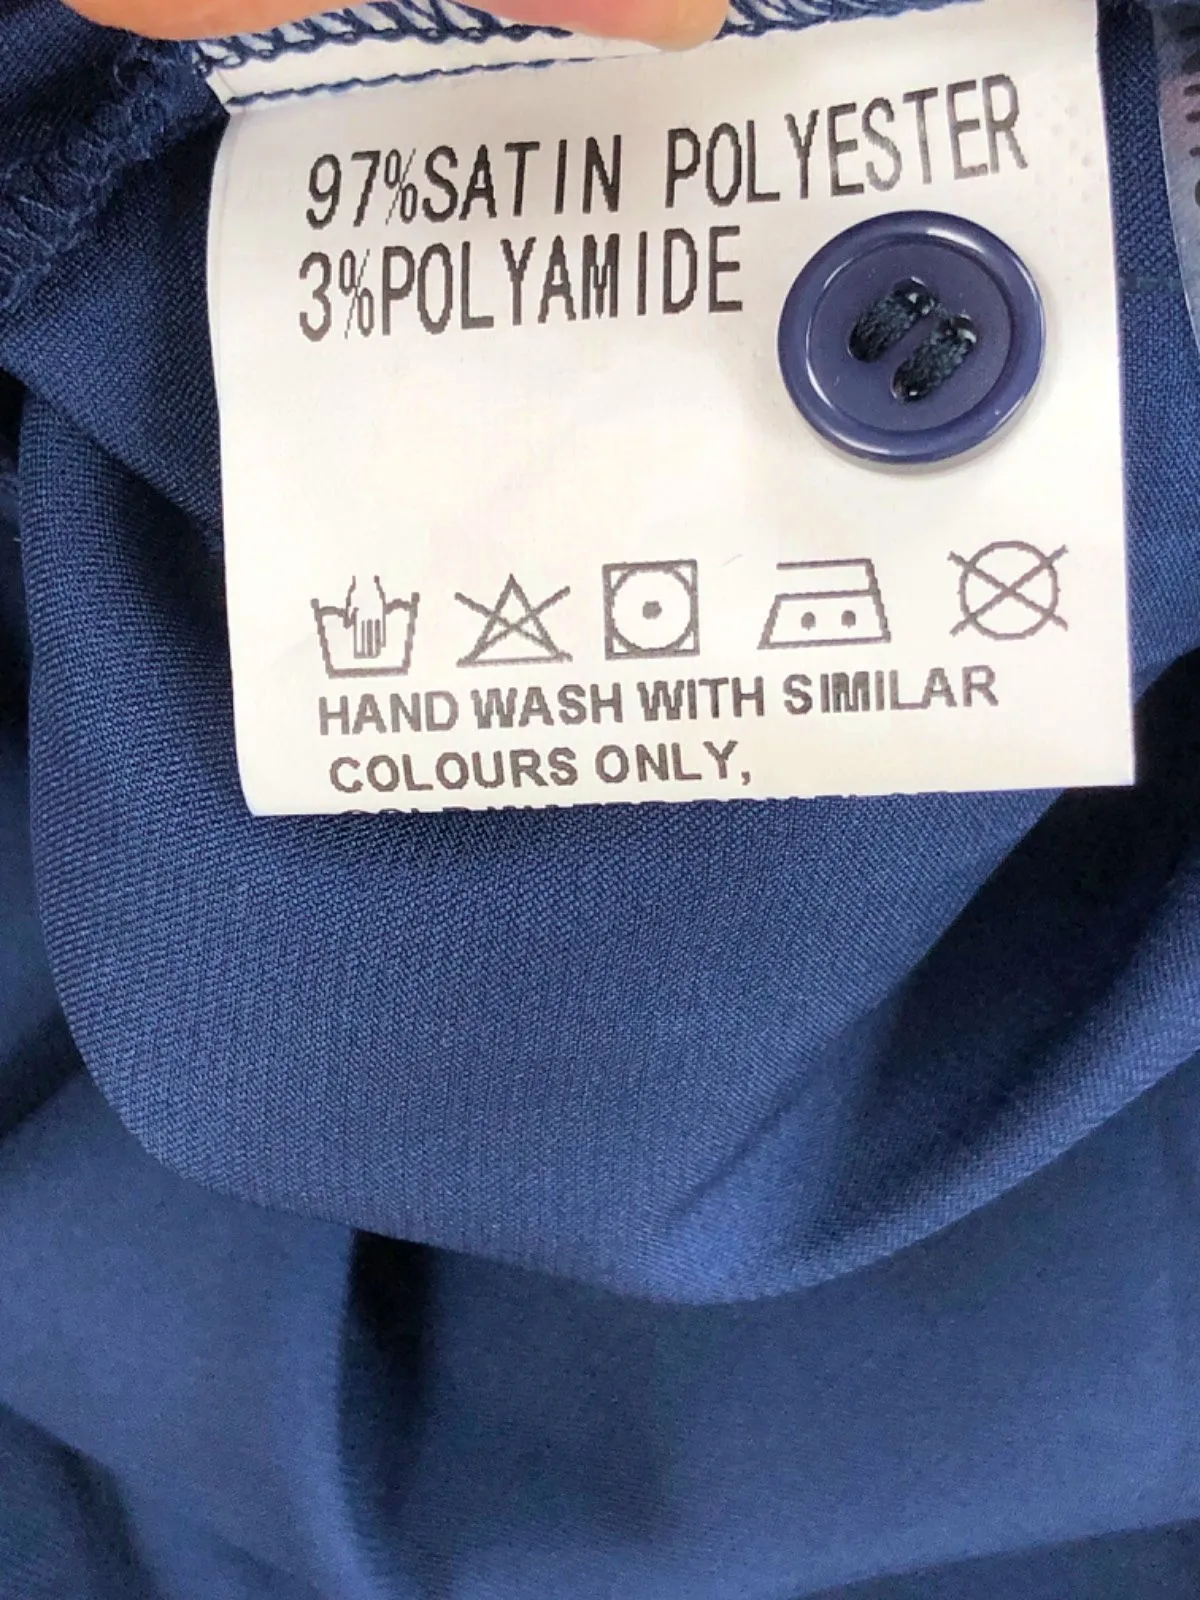 97%SATIN POLYESTER
3%POLYAMIDE
HAND WASH WITH SIMILAR
COLOURS ONLY,